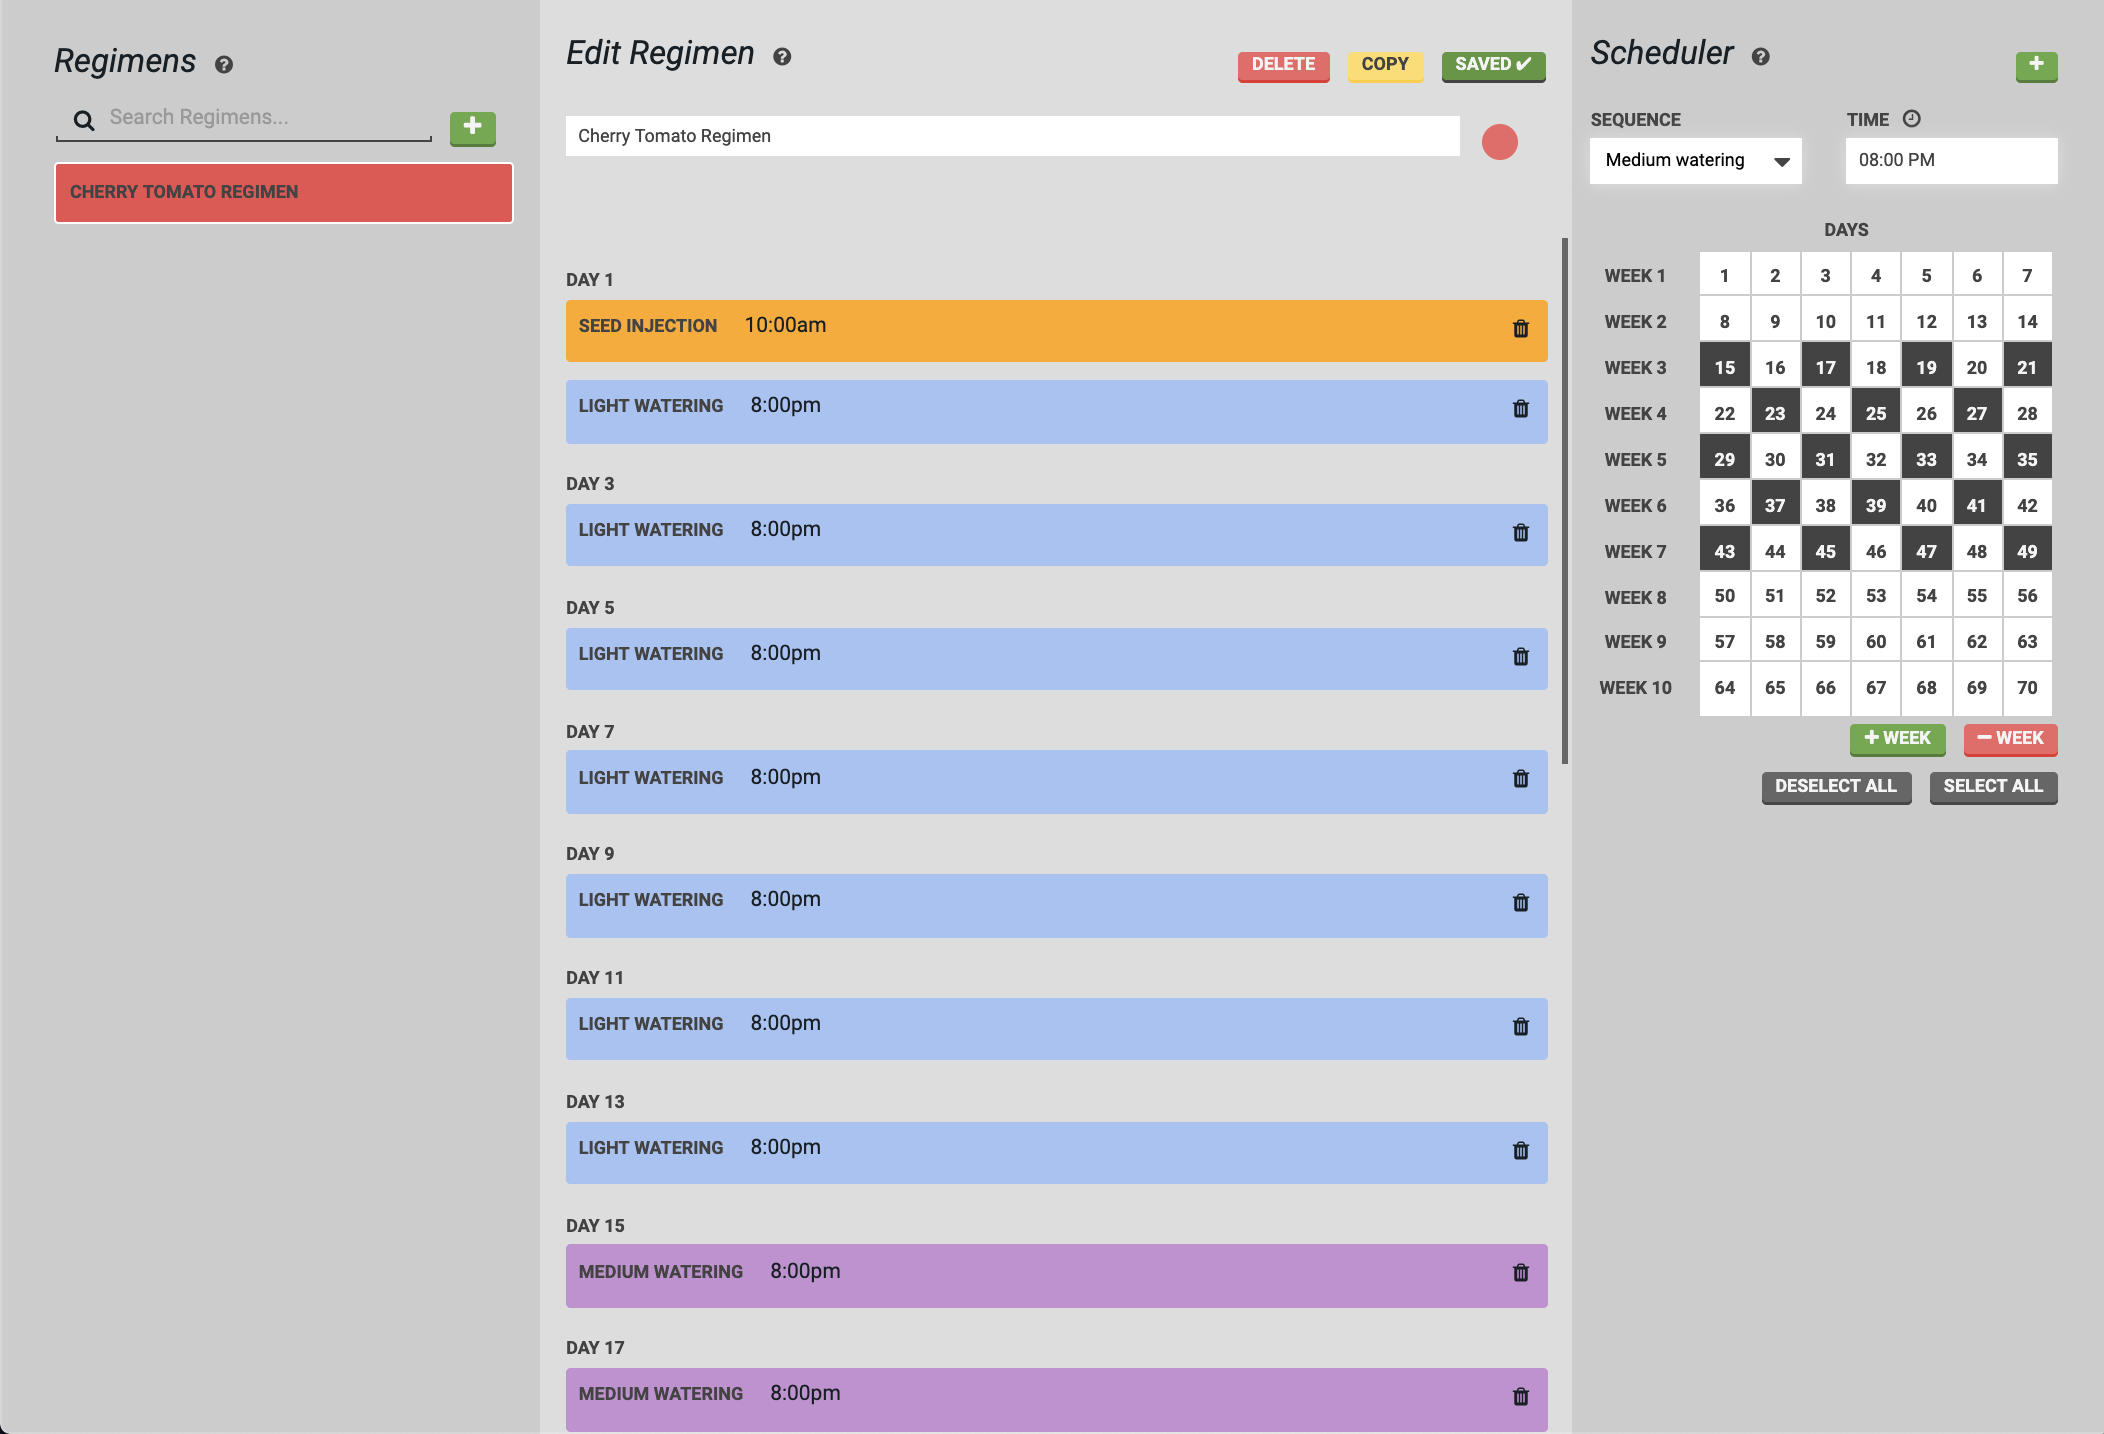 Regimens
Search Regimens...
CHERRY TOMATO REGIMEN
Edit Regimen
DELETE
COPY
SAVED ✔
Cherry Tomato Regimen
DAY 1
SEED INJECTION 10:00am
LIGHT WATERING 8:00pm
DAY 3
LIGHT WATERING 8:00pm
DAY 5
LIGHT WATERING 8:00pm
DAY 7
LIGHT WATERING 8:00pm
DAY 9
LIGHT WATERING 8:00pm
DAY 11
LIGHT WATERING 8:00pm
DAY 13
LIGHT WATERING 8:00pm
DAY 15
MEDIUM WATERING 8:00pm
DAY 17
MEDIUM WATERING 8:00pm
Scheduler
SEQUENCE TIME
Medium watering 08:00 PM
DAYS
WEEK 1 1 2 3 4 5 6 7
WEEK 2 8 9 10 11 12 13 14
WEEK 3 15 16 17 18 19 20 21
WEEK 4 22 23 24 25 26 27 28
WEEK 5 29 30 31 32 33 34 35
WEEK 6 36 37 38 39 40 41 42
WEEK 7 43 44 45 46 47 48 49
WEEK 8 50 51 52 53 54 55 56
WEEK 9 57 58 59 60 61 62 63
WEEK 10 64 65 66 67 68 69 70
+ WEEK − WEEK
DESELECT ALL SELECT ALL